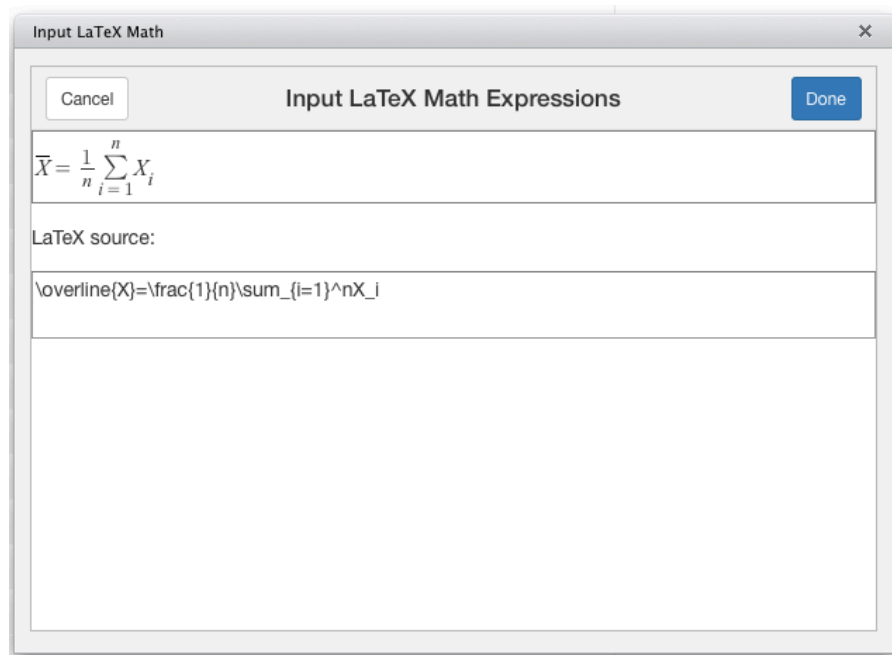 Input LaTeX Math ×
Cancel Input LaTeX Math Expressions Done
X̅ = 1/n ∑_{i = 1}^{n} X_i
LaTeX source:
\overline{X}=\frac{1}{n}\sum_{i=1}^nX_i